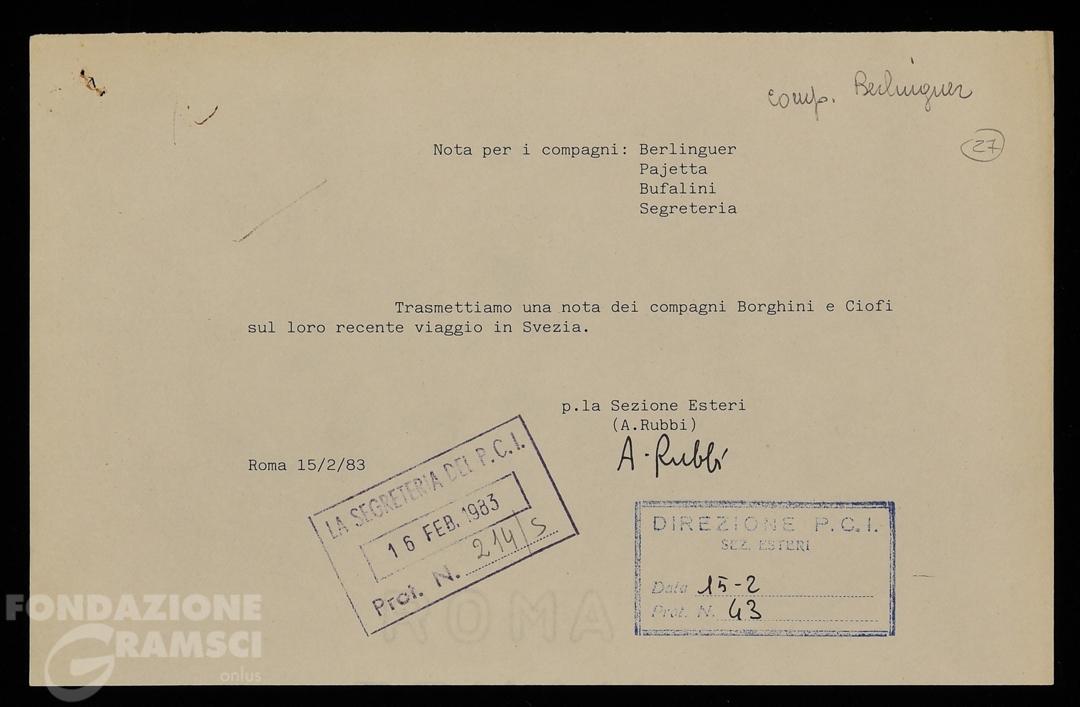 comp. Berlinguer
27
Nota per i compagni: Berlinguer
Pajetta
Bufalini
Segreteria
Trasmettiamo una nota dei compagni Borghini e Ciofi
sul loro recente viaggio in Svezia.
p.la Sezione Esteri
(A.Rubbi)
A. Rubbi
Roma 15/2/83
LA SEGRETERIA DEL P.C.I.
16 FEB. 1983
Prot. N. 214/S
DIREZIONE P.C.I.
SEZ. ESTERI
Data 15-2
Prot. N. 43
ROMA
FONDAZIONE
GRAMSCI
onlus